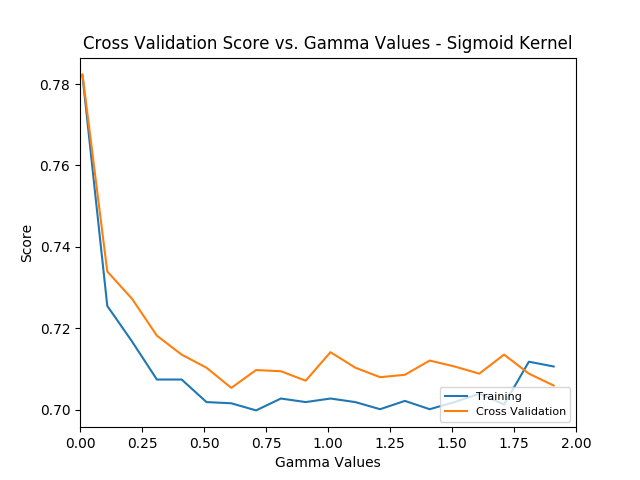 Cross Validation Score vs. Gamma Values - Sigmoid Kernel
0.78
0.76
0.74
0.72
0.70
Score
Training
Cross Validation
0.00 0.25 0.50 0.75 1.00 1.25 1.50 1.75 2.00
Gamma Values